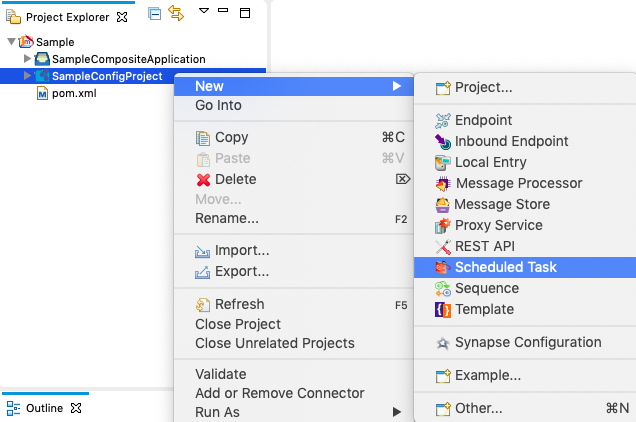 Project Explorer
Sample
SampleCompositeApplication
SampleConfigProject
pom.xml
Outline
New
Go Into
Copy ⌘C
Paste ⌘V
Delete ⌦
Move...
Rename... F2
Import...
Export...
Refresh F5
Close Project
Close Unrelated Projects
Validate
Add or Remove Connector
Run As
Project...
Endpoint
Inbound Endpoint
Local Entry
Message Processor
Message Store
Proxy Service
REST API
Scheduled Task
Sequence
Template
Synapse Configuration
Example...
Other... ⌘N